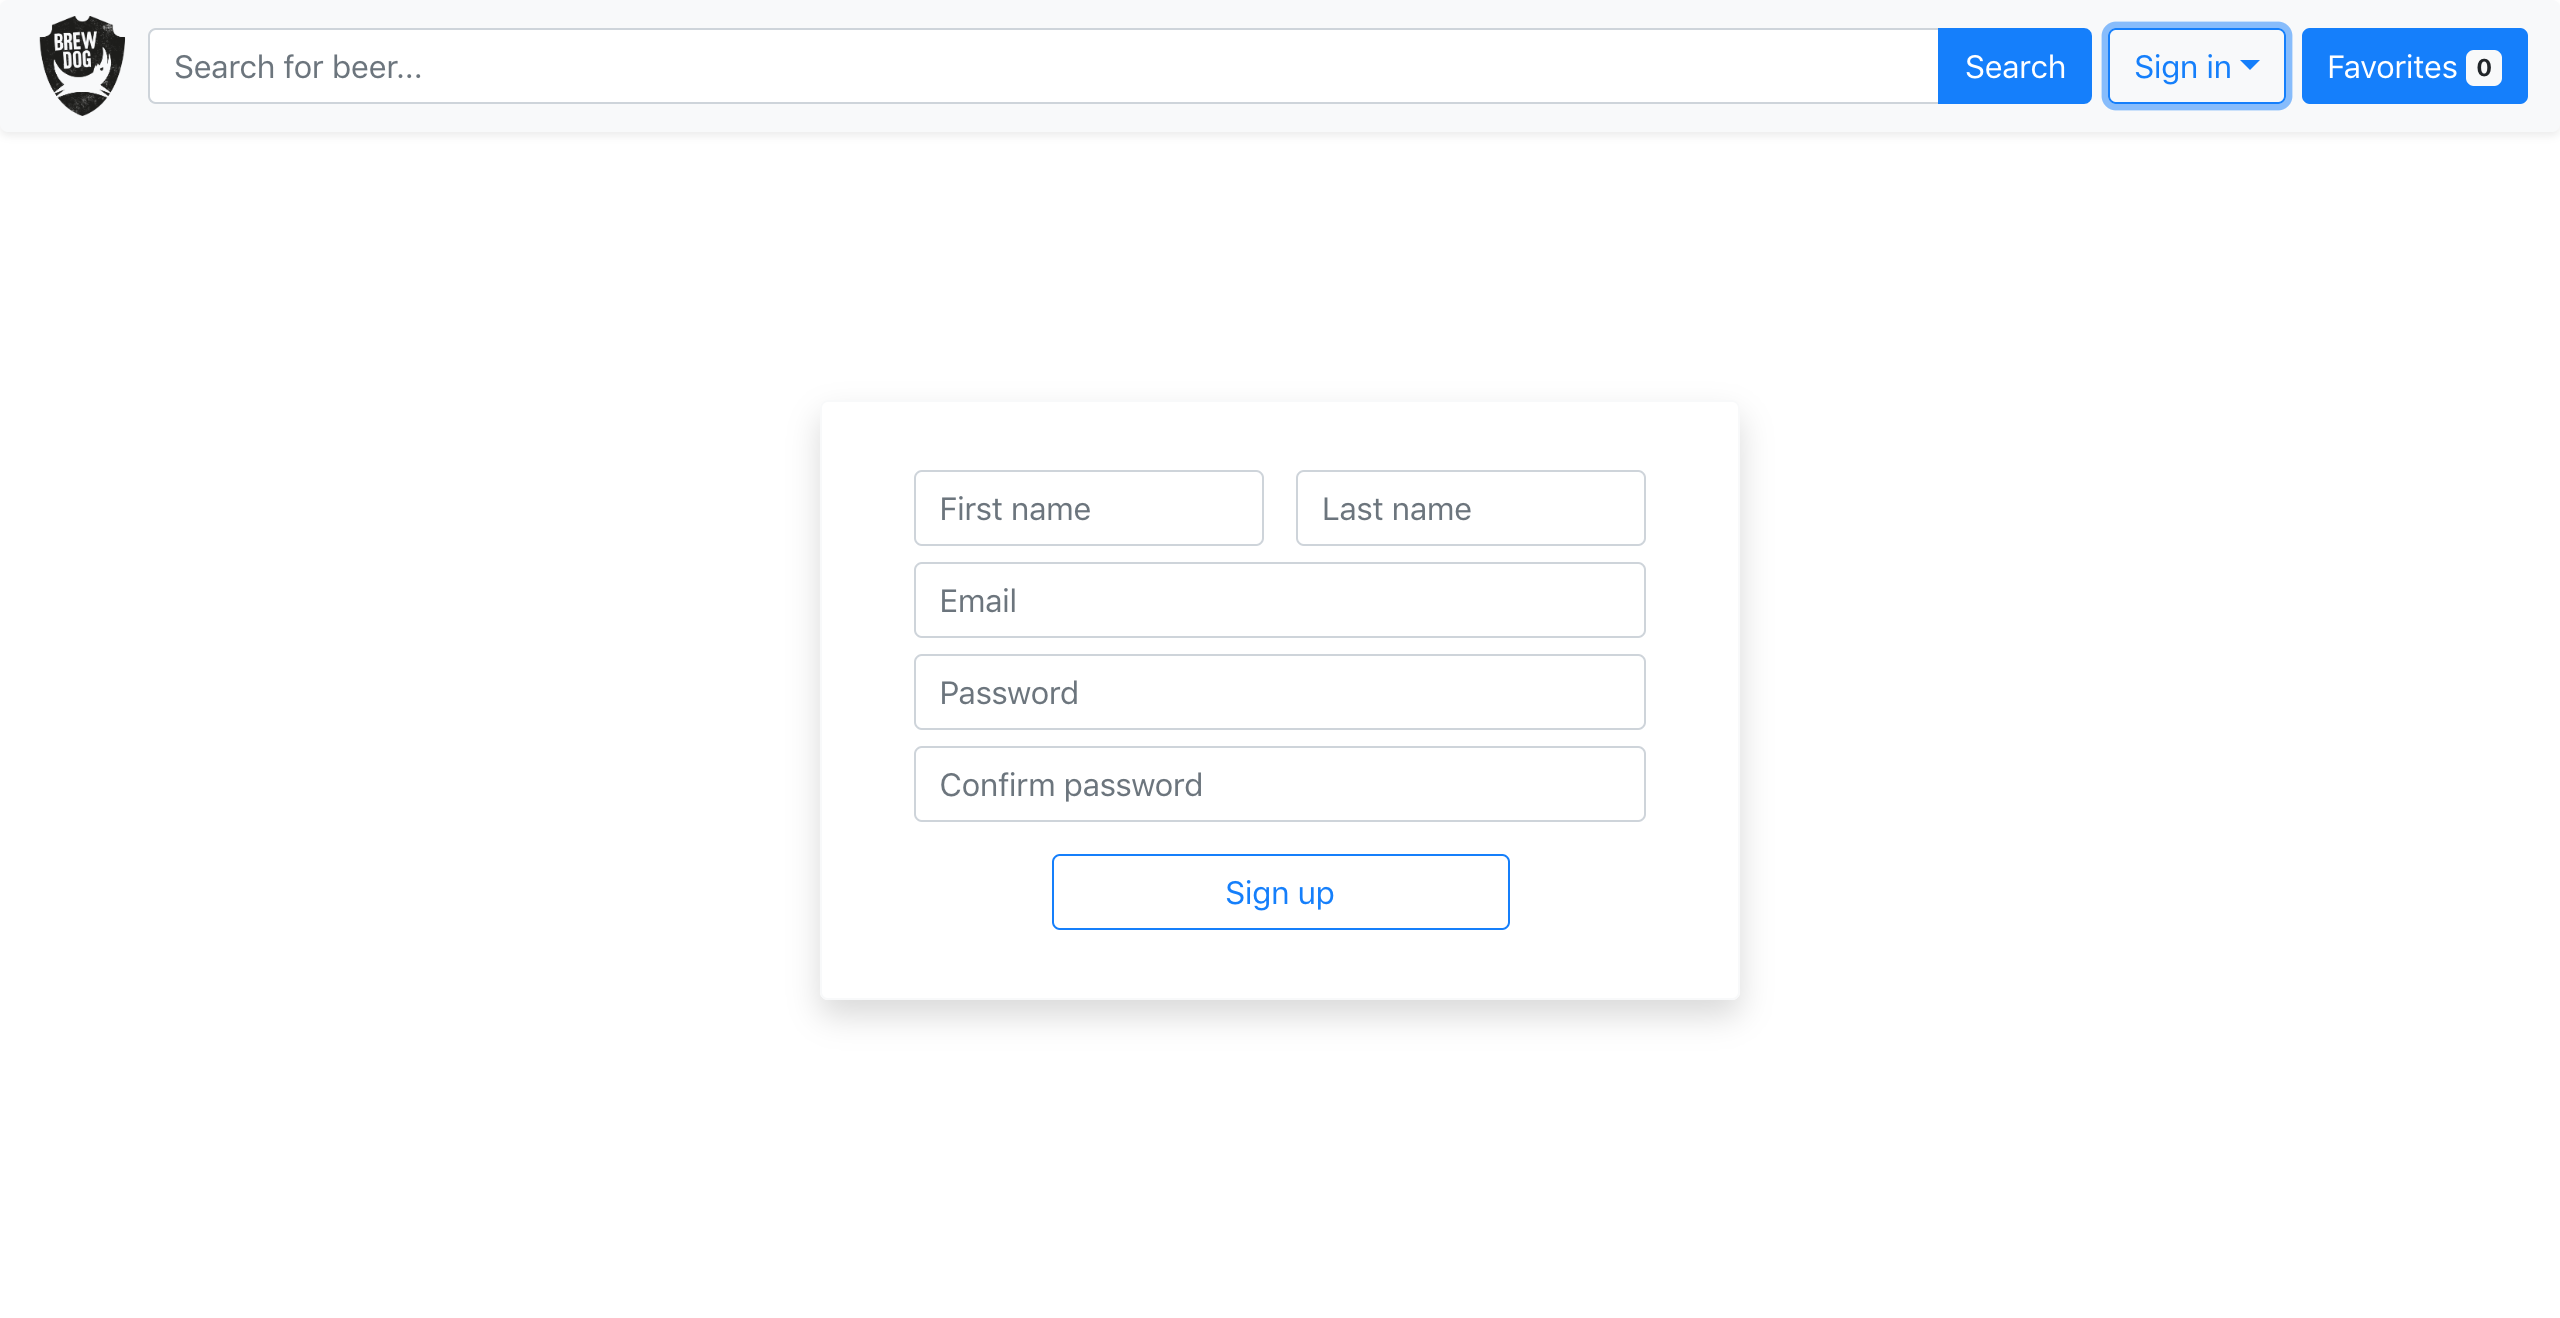 BREW
DOG
Search for beer... Search Sign in Favorites 0
First name Last name
Email
Password
Confirm password
Sign up